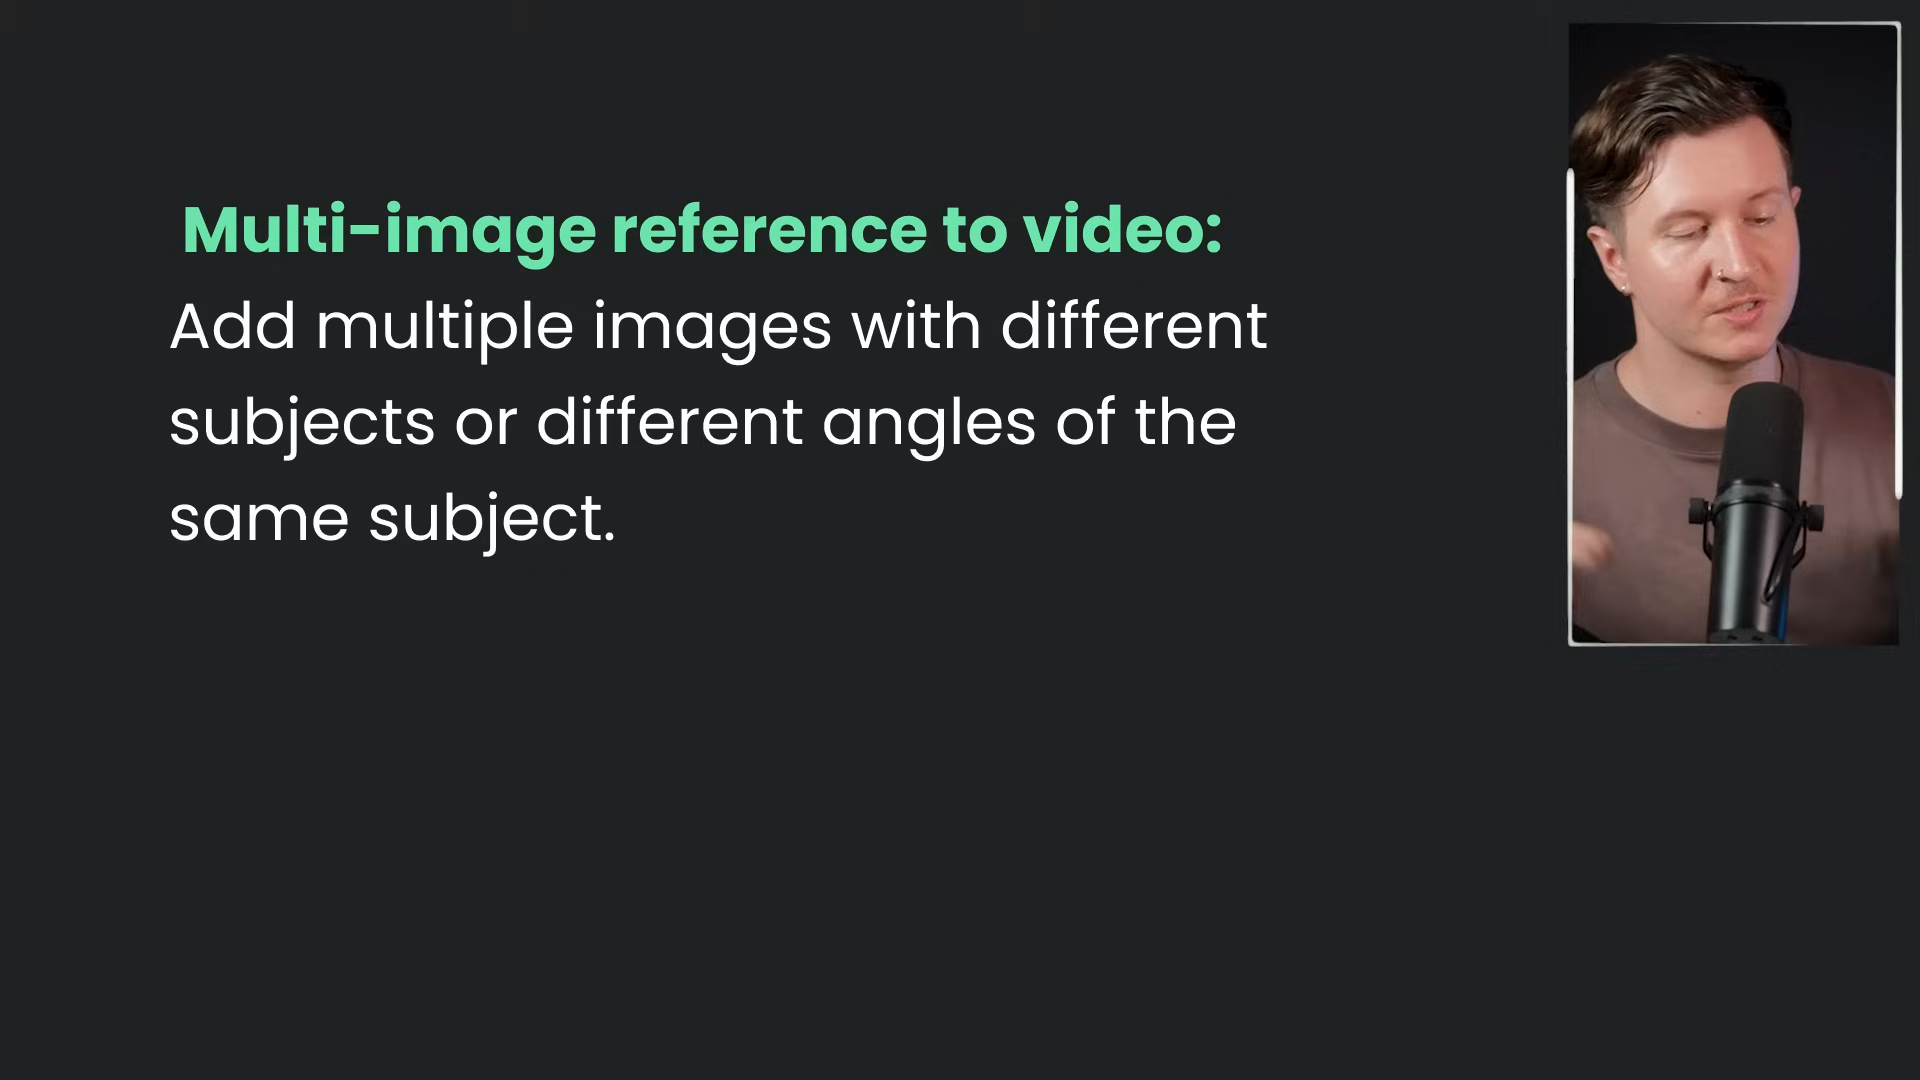 Multi-image reference to video:
Add multiple images with different
subjects or different angles of the
same subject.